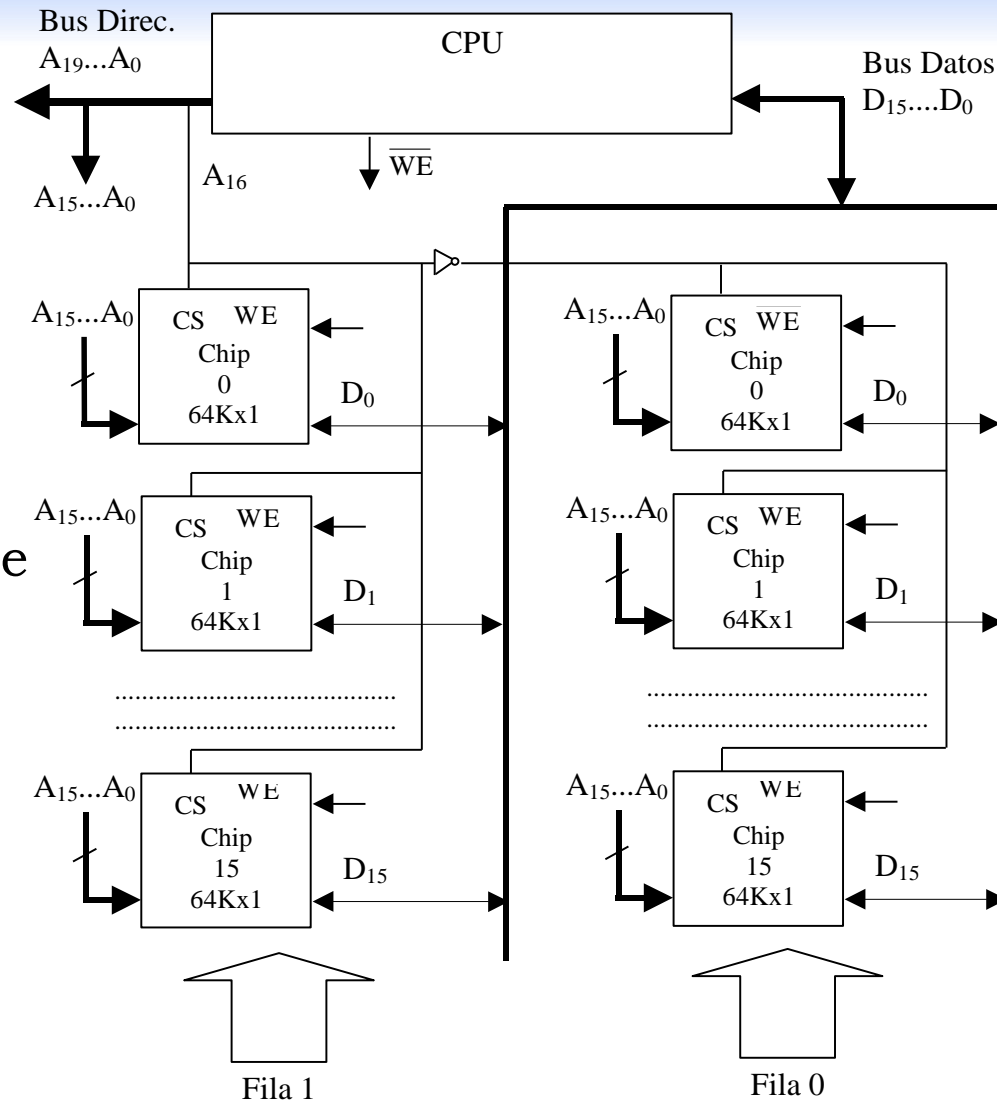 Bus Direc.
A19...A0
CPU
Bus Datos
D15....D0
W̅E̅
A16
A15...A0
A15...A0
CS WE
Chip
0
64Kx1
D0
A15...A0
CS W̅E̅
Chip
0
64Kx1
D0
e
A15...A0
CS WE
Chip
1
64Kx1
D1
A15...A0
CS WE
Chip
1
64Kx1
D1
........................................................
........................................................
........................................................
........................................................
A15...A0
CS WE
Chip
15
64Kx1
D15
A15...A0
CS WE
Chip
15
64Kx1
D15
Fila 1
Fila 0